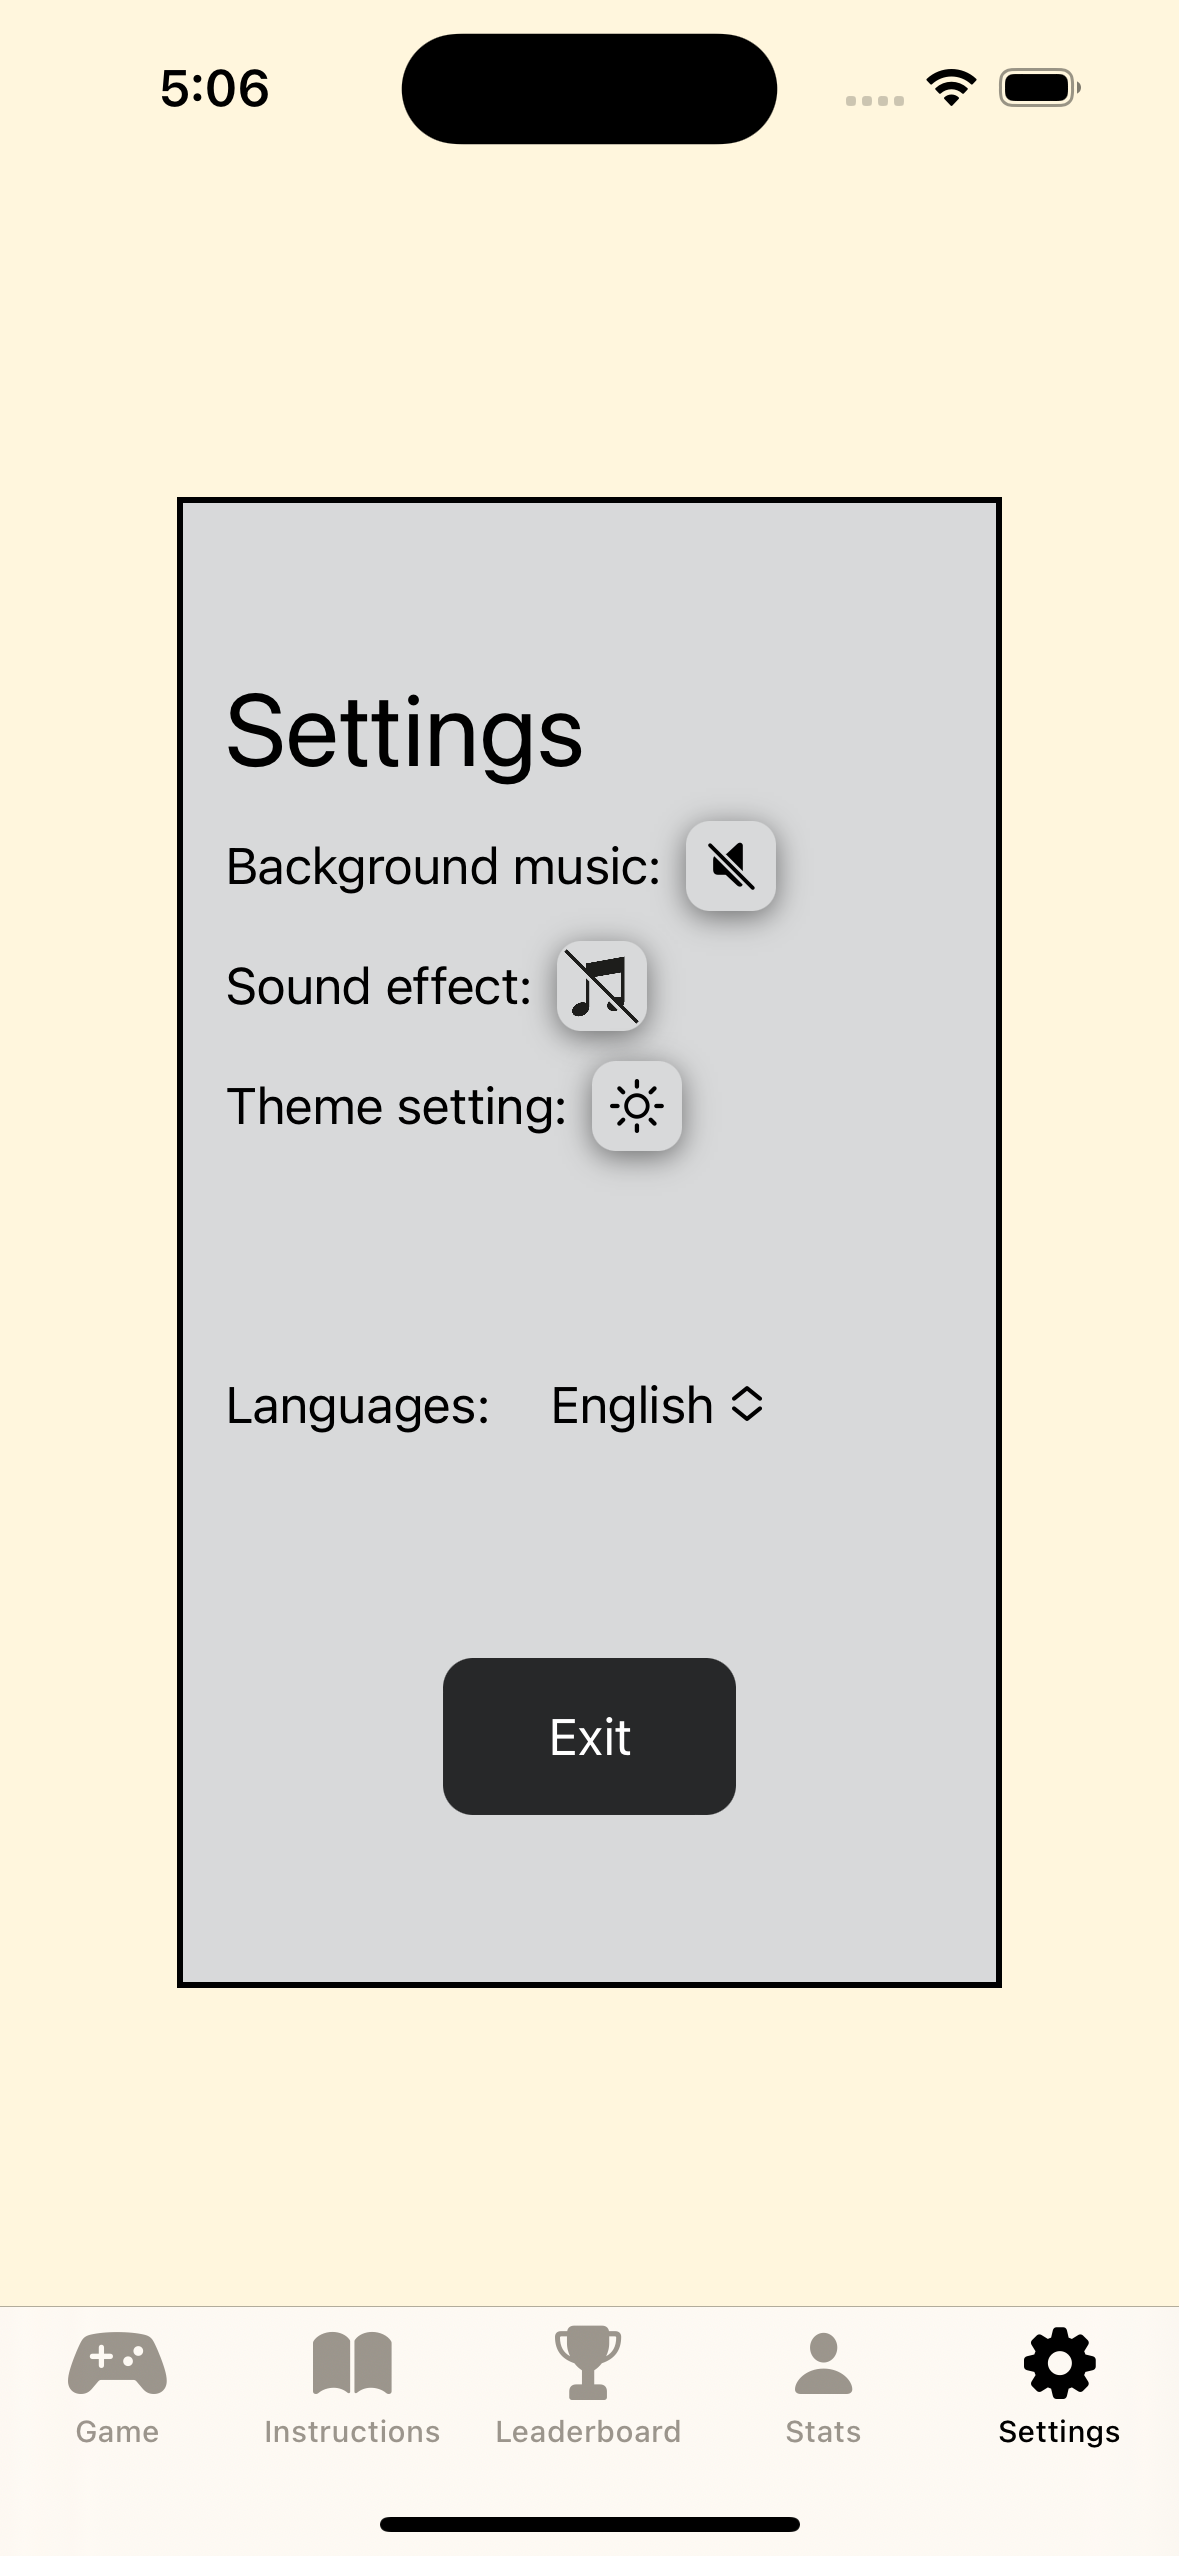 5:06
Settings
Background music:
Sound effect:
Theme setting:
Languages: English
Exit
Game Instructions Leaderboard Stats Settings